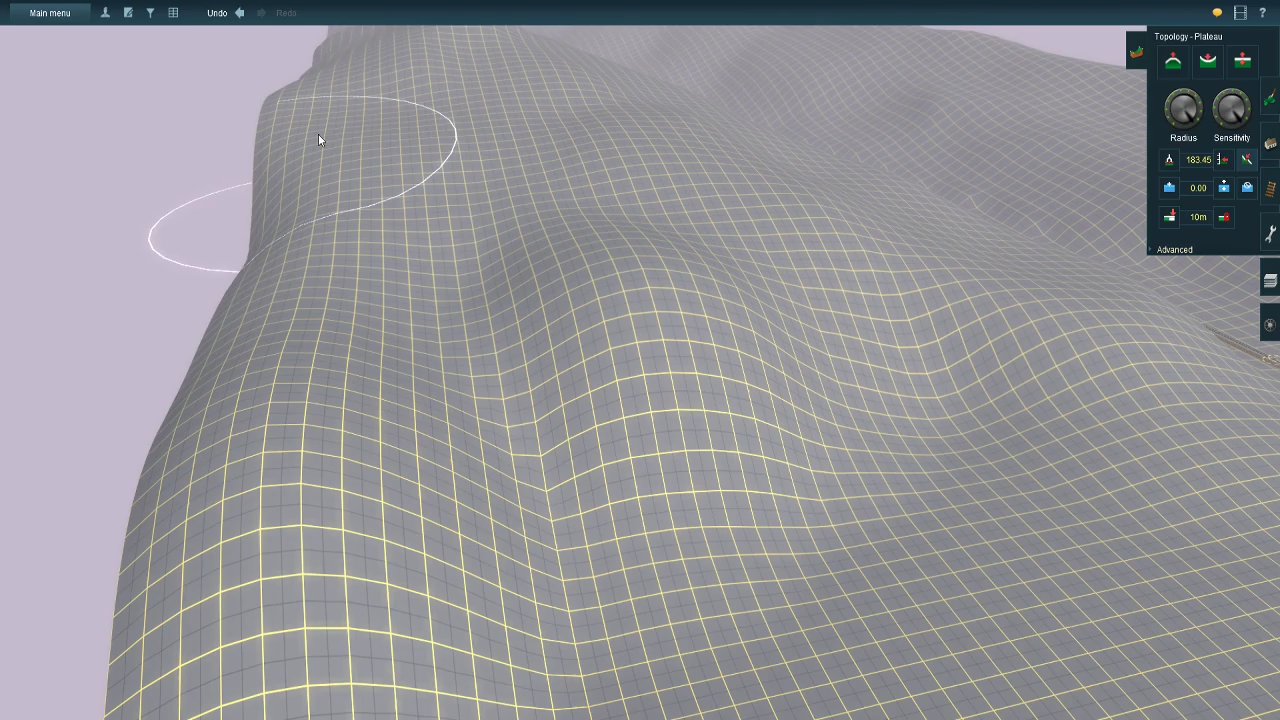 Main menu
Undo
Redo
?
Topology - Plateau
Radius
Sensitivity
183.45
0.00
10m
Advanced